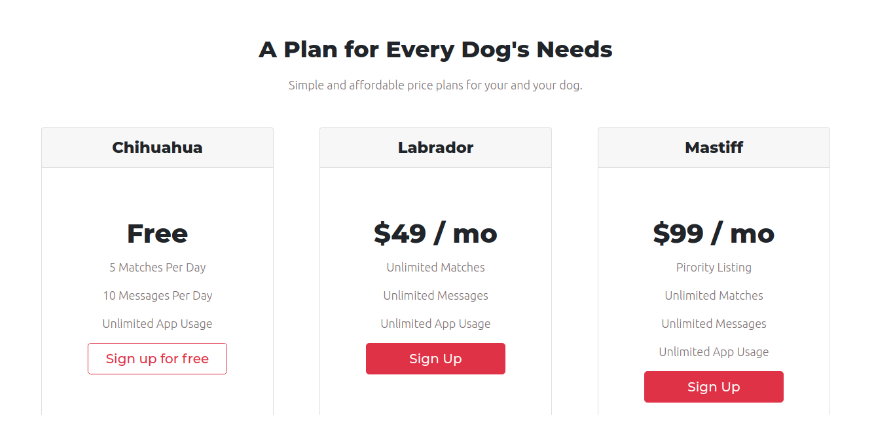 A Plan for Every Dog's Needs
Simple and affordable price plans for your and your dog.
Chihuahua
Free
5 Matches Per Day
10 Messages Per Day
Unlimited App Usage
Sign up for free
Labrador
$49 / mo
Unlimited Matches
Unlimited Messages
Unlimited App Usage
Sign Up
Mastiff
$99 / mo
Pirority Listing
Unlimited Matches
Unlimited Messages
Unlimited App Usage
Sign Up